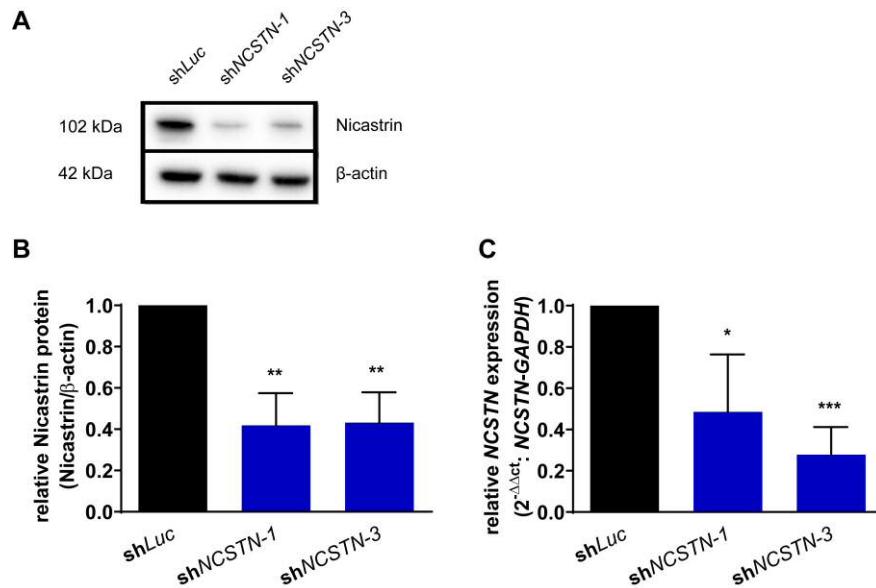 A
shLuc
shNCSTN-1
shNCSTN-3
102 kDa
Nicastrin
42 kDa
β-actin
B
relative Nicastrin protein
(Nicastrin/β-actin)
1.0
0.8
0.6
0.4
0.2
0.0
**
**
shLuc
shNCSTN-1
shNCSTN-3
C
relative NCSTN expression
(2-ΔΔct: NCSTN-GAPDH)
1.0
0.8
0.6
0.4
0.2
0.0
*
***
shLuc
shNCSTN-1
shNCSTN-3